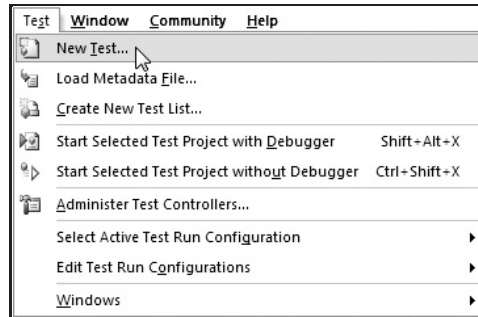 Test Window Community Help
New Test...
Load Metadata File...
Create New Test List...
Start Selected Test Project with Debugger Shift+Alt+X
Start Selected Test Project without Debugger Ctrl+Shift+X
Administer Test Controllers...
Select Active Test Run Configuration
Edit Test Run Configurations
Windows